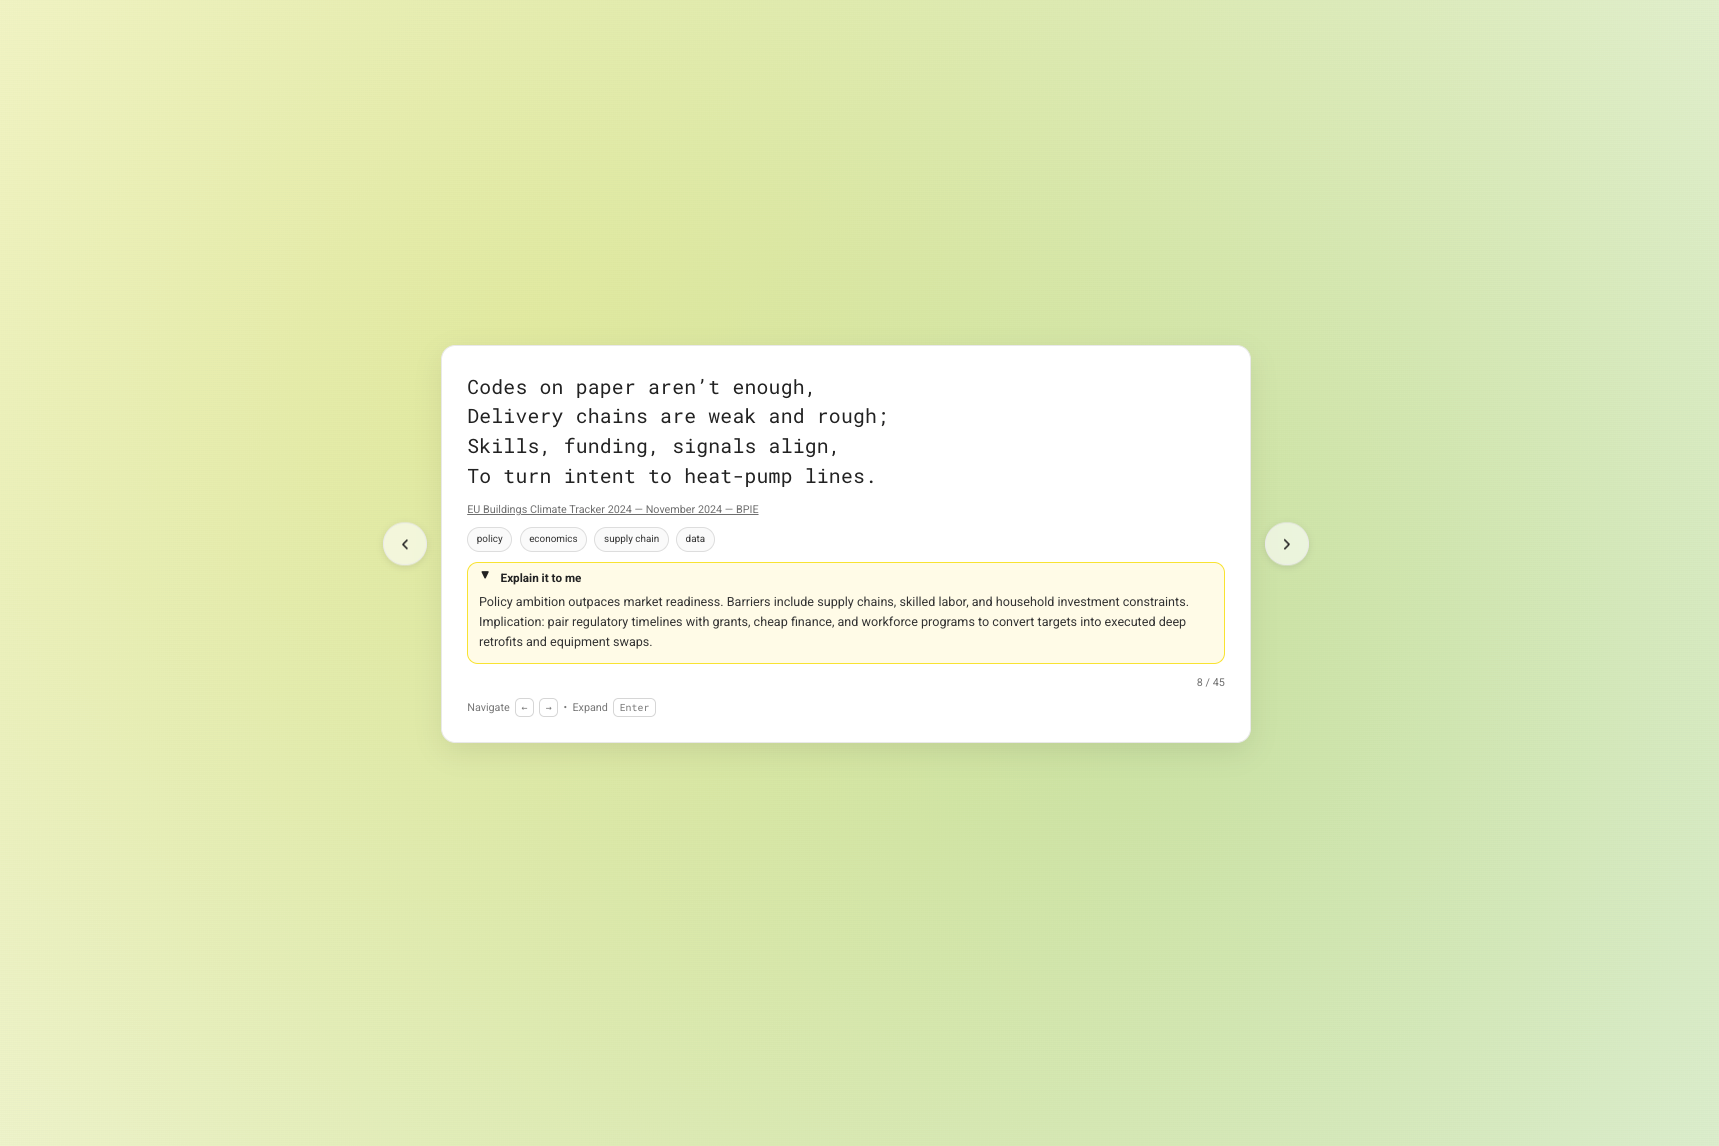 Codes on paper aren’t enough,
Delivery chains are weak and rough;
Skills, funding, signals align,
To turn intent to heat-pump lines.
EU Buildings Climate Tracker 2024 — November 2024 — BPIE
policy economics supply chain data
▼ Explain it to me
Policy ambition outpaces market readiness. Barriers include supply chains, skilled labor, and household investment constraints.
Implication: pair regulatory timelines with grants, cheap finance, and workforce programs to convert targets into executed deep
retrofits and equipment swaps.
8 / 45
Navigate ← → • Expand Enter